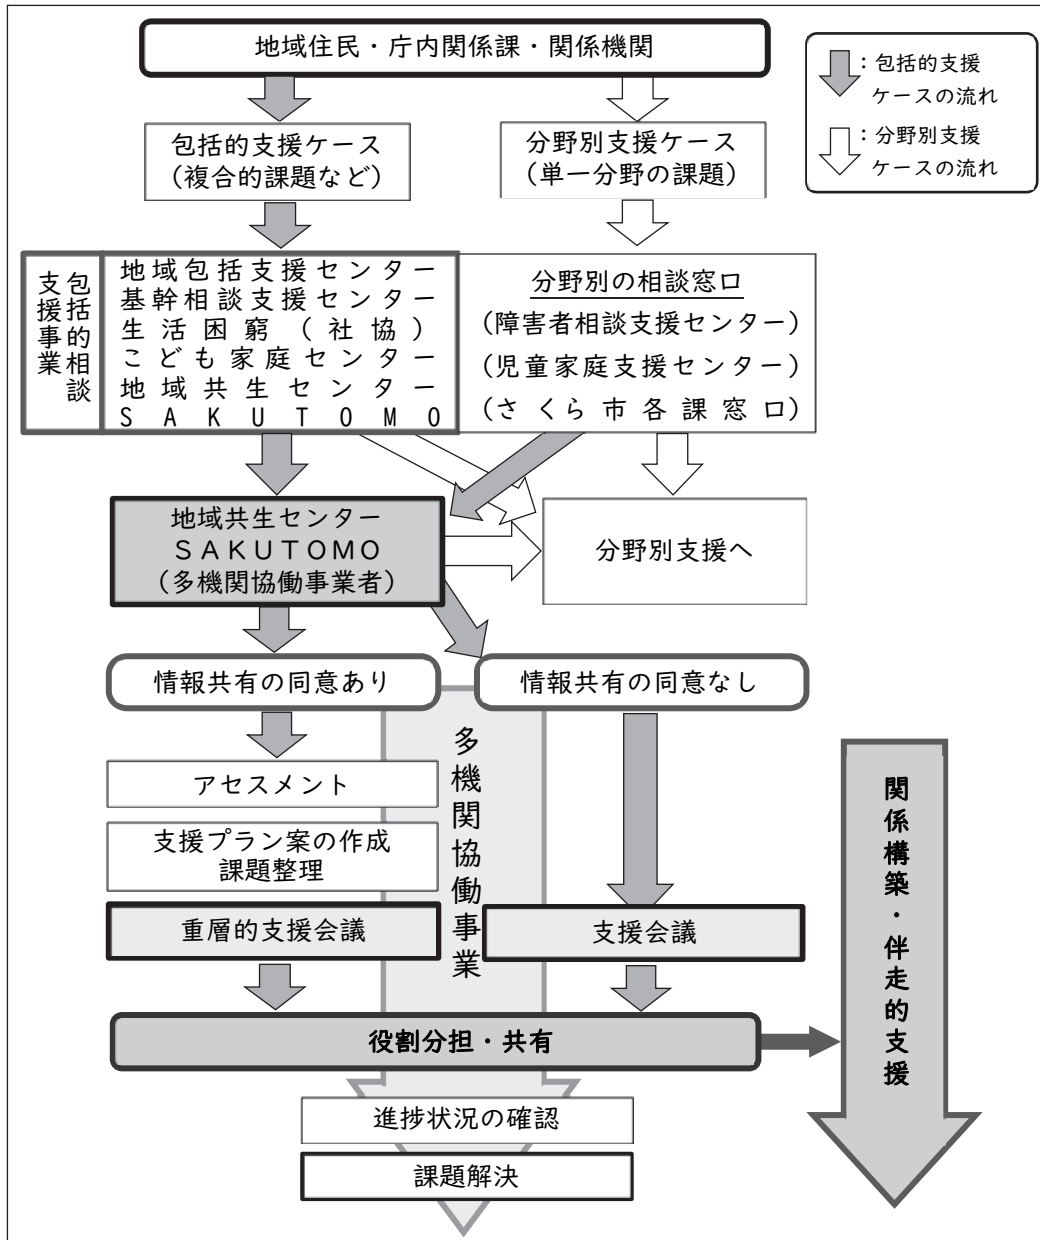 地域住民・庁内関係課・関係機関
：包括的支援
ケースの流れ
：分野別支援
ケースの流れ
包括的支援ケース
（複合的課題など）
分野別支援ケース
（単一分野の課題）
包括的相談
支援事業
地域包括支援センター
基幹相談支援センター
生活困窮（社協）
こども家庭センター
地域共生センター
ＳＡＫＵＴＯＭＯ
分野別の相談窓口
（障害者相談支援センター）
（児童家庭支援センター）
（さくら市各課窓口）
地域共生センター
ＳＡＫＵＴＯＭＯ
（多機関協働事業者）
分野別支援へ
情報共有の同意あり
情報共有の同意なし
多機関協働事業
アセスメント
支援プラン案の作成
課題整理
重層的支援会議
支援会議
関係構築・伴走的支援
役割分担・共有
進捗状況の確認
課題解決